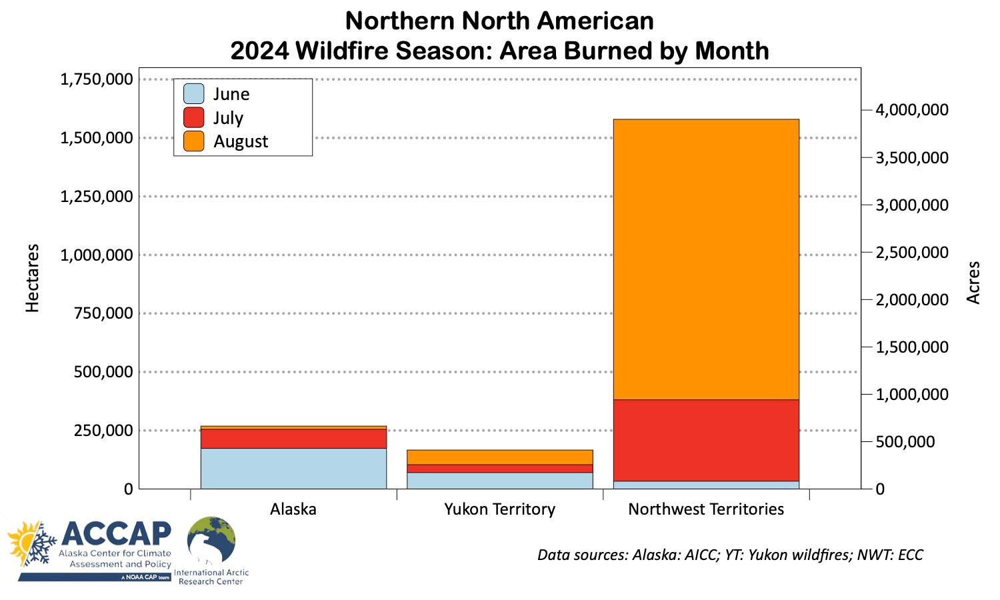 Northern North American
2024 Wildfire Season: Area Burned by Month
June
July
August
1,750,000
1,500,000
1,250,000
1,000,000
750,000
500,000
250,000
0
Hectares
4,000,000
3,500,000
3,000,000
2,500,000
2,000,000
1,500,000
1,000,000
500,000
0
Acres
Alaska
Yukon Territory
Northwest Territories
ACCAP
Alaska Center for Climate
Assessment and Policy
A NOAA CAP team
International Arctic
Research Center
Data sources: Alaska: AICC; YT: Yukon wildfires; NWT: ECC